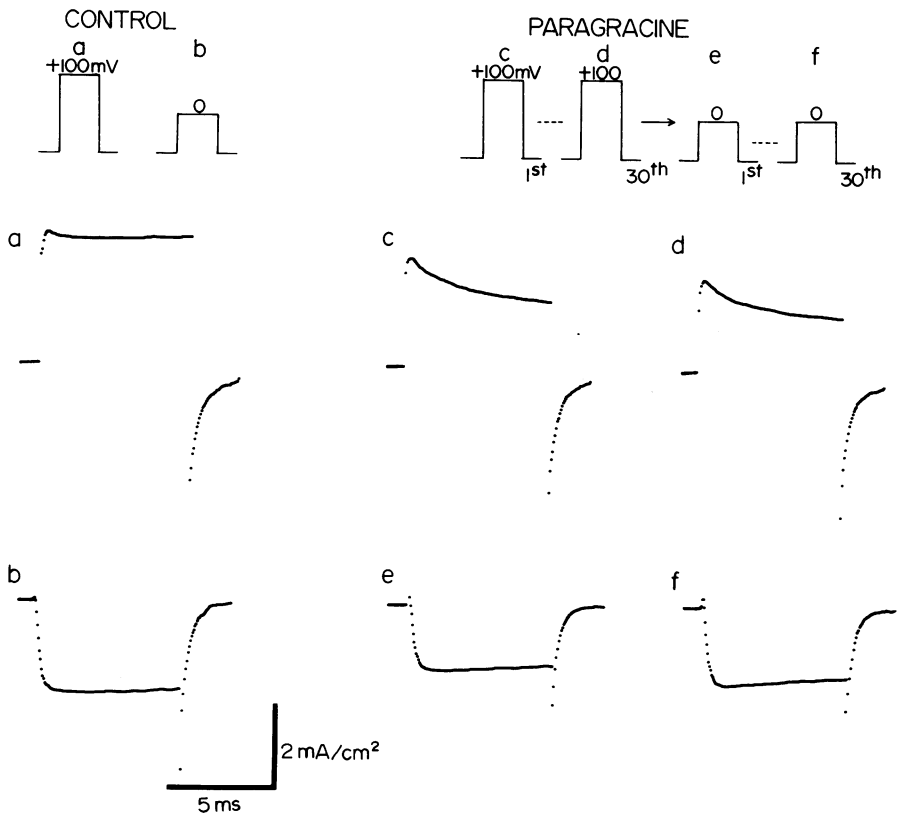 CONTROL
a
+100mV
b
0
PARAGRACINE
c
+100mV
1st
d
+100
30th
e
0
1st
f
0
30th
a
c
d
b
e
f
2 mA/cm²
5 ms